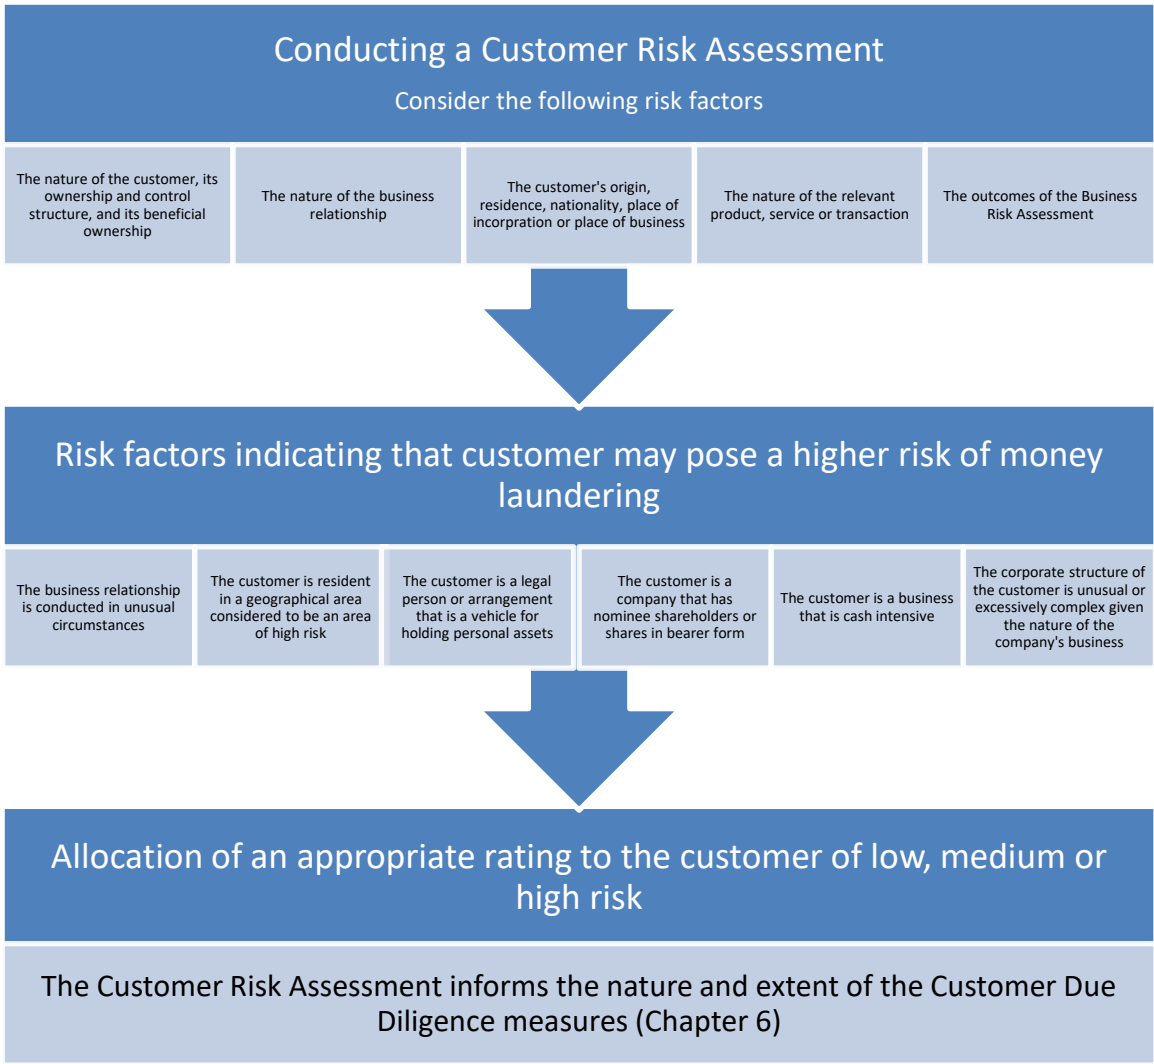 Conducting a Customer Risk Assessment
Consider the following risk factors
The nature of the customer, its
ownership and control
structure, and its beneficial
ownership
The nature of the business
relationship
The customer's origin,
residence, nationality, place of
incorpration or place of business
The nature of the relevant
product, service or transaction
The outcomes of the Business
Risk Assessment
Risk factors indicating that customer may pose a higher risk of money
laundering
The business relationship
is conducted in unusual
circumstances
The customer is resident
in a geographical area
considered to be an area
of high risk
The customer is a legal
person or arrangement
that is a vehicle for
holding personal assets
The customer is a
company that has
nominee shareholders or
shares in bearer form
The customer is a business
that is cash intensive
The corporate structure of
the customer is unusual or
excessively complex given
the nature of the
company's business
Allocation of an appropriate rating to the customer of low, medium or
high risk
The Customer Risk Assessment informs the nature and extent of the Customer Due
Diligence measures (Chapter 6)